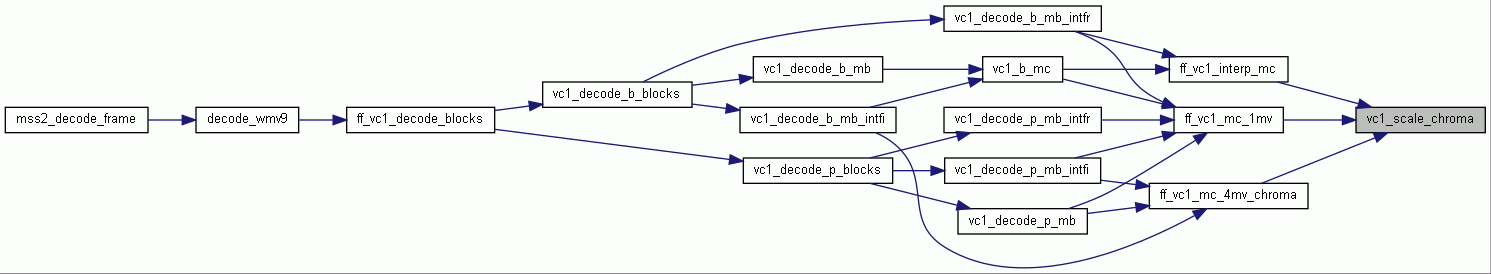 vc1_decode_b_mb_intfr
vc1_decode_b_mb
vc1_b_mc
ff_vc1_interp_mc
vc1_decode_b_blocks
mss2_decode_frame
decode_wmv9
ff_vc1_decode_blocks
vc1_decode_b_mb_intfi
vc1_decode_p_mb_intfr
ff_vc1_mc_1mv
vc1_scale_chroma
vc1_decode_p_blocks
vc1_decode_p_mb_intfi
ff_vc1_mc_4mv_chroma
vc1_decode_p_mb